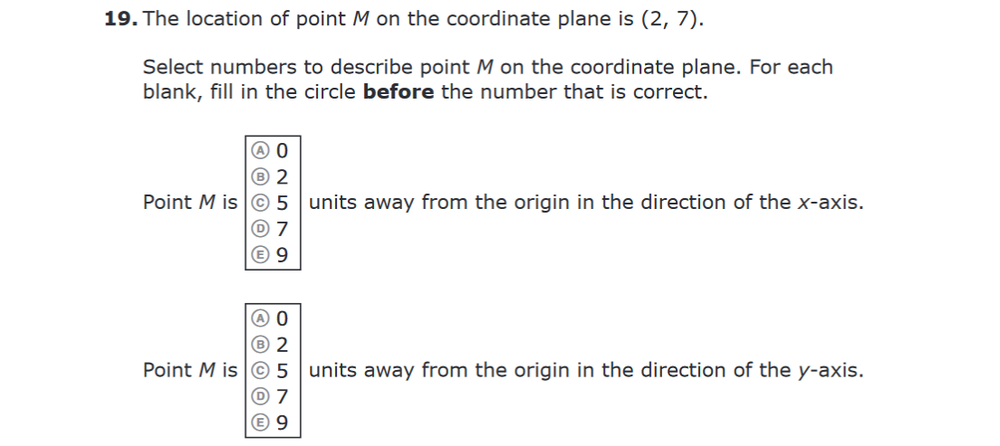 19. The location of point M on the coordinate plane is (2, 7).
Select numbers to describe point M on the coordinate plane. For each
blank, fill in the circle before the number that is correct.
Ⓐ 0
Ⓑ 2
Point M is Ⓒ 5 units away from the origin in the direction of the x-axis.
Ⓓ 7
Ⓔ 9
Ⓐ 0
Ⓑ 2
Point M is Ⓒ 5 units away from the origin in the direction of the y-axis.
Ⓓ 7
Ⓔ 9